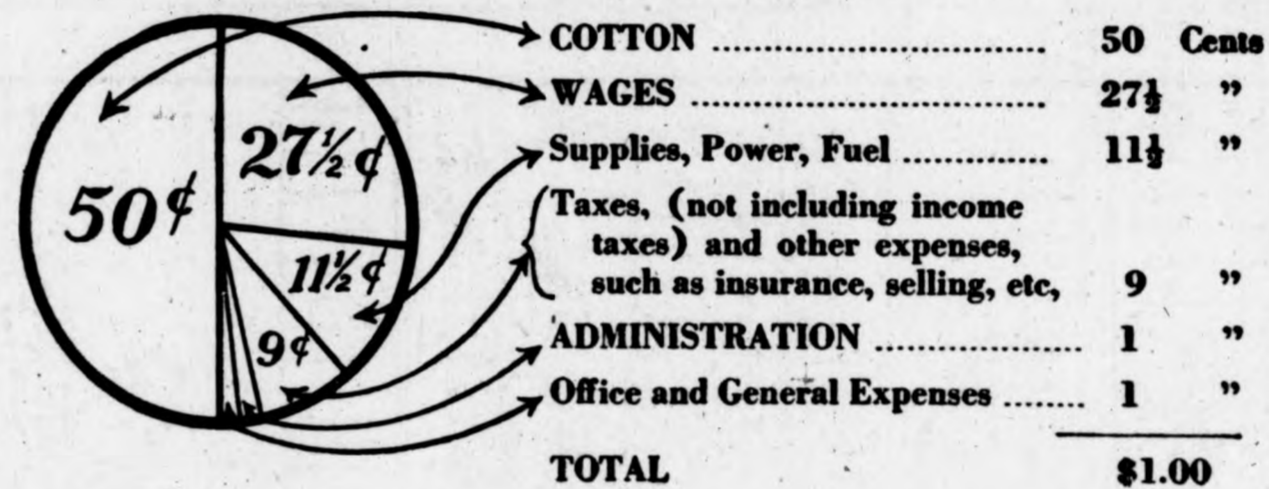 COTTON .............................. 50 Cents
WAGES ................................ 27½ ”
Supplies, Power, Fuel ............. 11½ ”
Taxes, (not including income
taxes) and other expenses,
such as insurance, selling, etc, 9 ”
ADMINISTRATION ................... 1 ”
Office and General Expenses ........ 1 ”
TOTAL $1.00
50¢
27½¢
11½¢
9¢